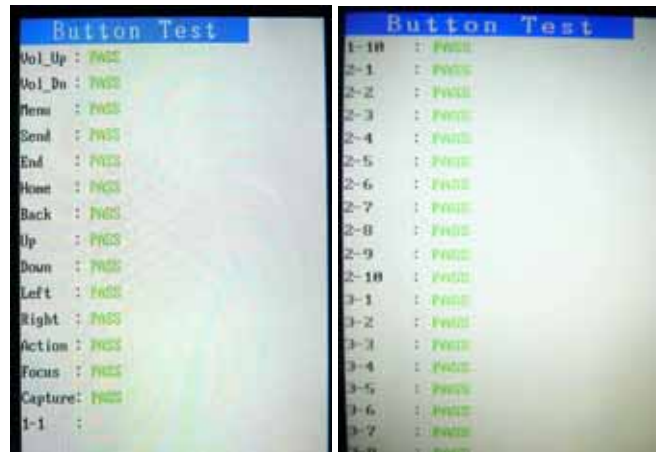 Button Test
Vol_Up : PASS
Vol_Dn : PASS
Menu : PASS
Send : PASS
End : PASS
Home : PASS
Back : PASS
Up : PASS
Down : PASS
Left : PASS
Right : PASS
Action : PASS
Focus : PASS
Capture: PASS
1-1 :
Button Test
1-10 : PASS
2-1 : PASS
2-2 : PASS
2-3 : PASS
2-4 : PASS
2-5 : PASS
2-6 : PASS
2-7 : PASS
2-8 : PASS
2-9 : PASS
2-10 : PASS
3-1 : PASS
3-2 : PASS
3-3 : PASS
3-4 : PASS
3-5 : PASS
3-6 : PASS
3-7 : PASS